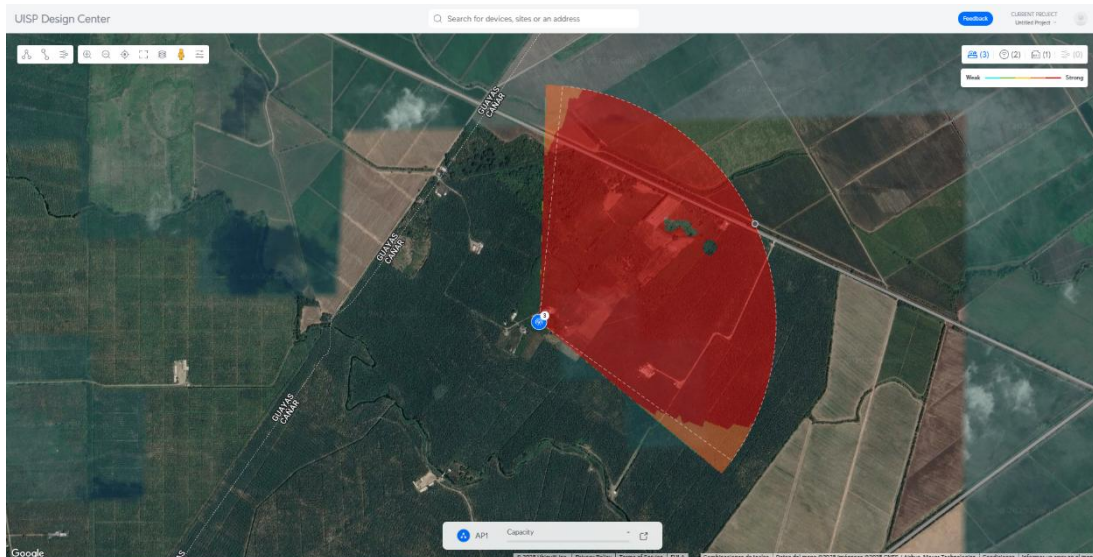 UISP Design Center
Search for devices, sites or an address
Feedback
CURRENT PROJECT
Untitled Project
(3)
(2)
(1)
(0)
Weak
Strong
GUAYAS
CAÑAR
GUAYAS
CAÑAR
GUAYAS
CAÑAR
3
AP1
Capacity
Google